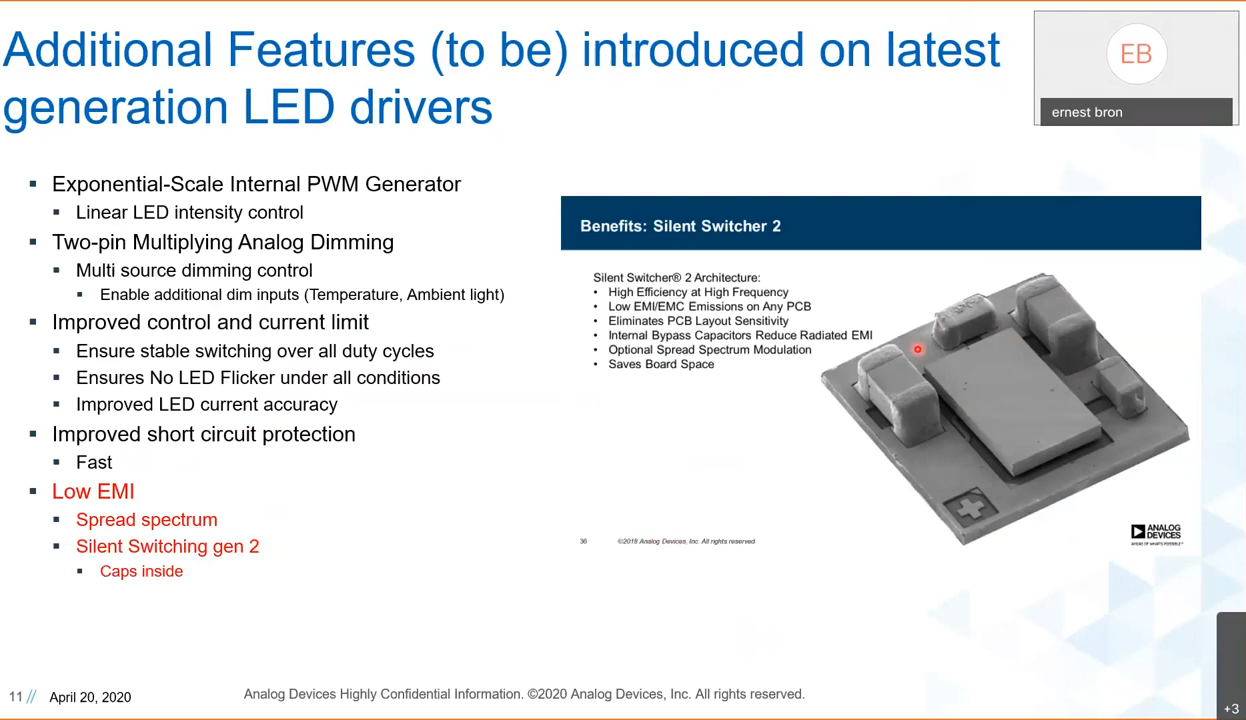 Additional Features (to be) introduced on latest
generation LED drivers
EB
ernest bron
Exponential-Scale Internal PWM Generator
Linear LED intensity control
Two-pin Multiplying Analog Dimming
Multi source dimming control
Enable additional dim inputs (Temperature, Ambient light)
Improved control and current limit
Ensure stable switching over all duty cycles
Ensures No LED Flicker under all conditions
Improved LED current accuracy
Improved short circuit protection
Fast
Low EMI
Spread spectrum
Silent Switching gen 2
Caps inside
Benefits: Silent Switcher 2
Silent Switcher® 2 Architecture:
• High Efficiency at High Frequency
• Low EMI/EMC Emissions on Any PCB
• Eliminates PCB Layout Sensitivity
• Internal Bypass Capacitors Reduce Radiated EMI
• Optional Spread Spectrum Modulation
• Saves Board Space
36 ©2018 Analog Devices, Inc. All rights reserved.
ANALOG
DEVICES
AHEAD OF WHAT'S POSSIBLE™
11 // April 20, 2020
Analog Devices Highly Confidential Information. ©2020 Analog Devices, Inc. All rights reserved.
+3